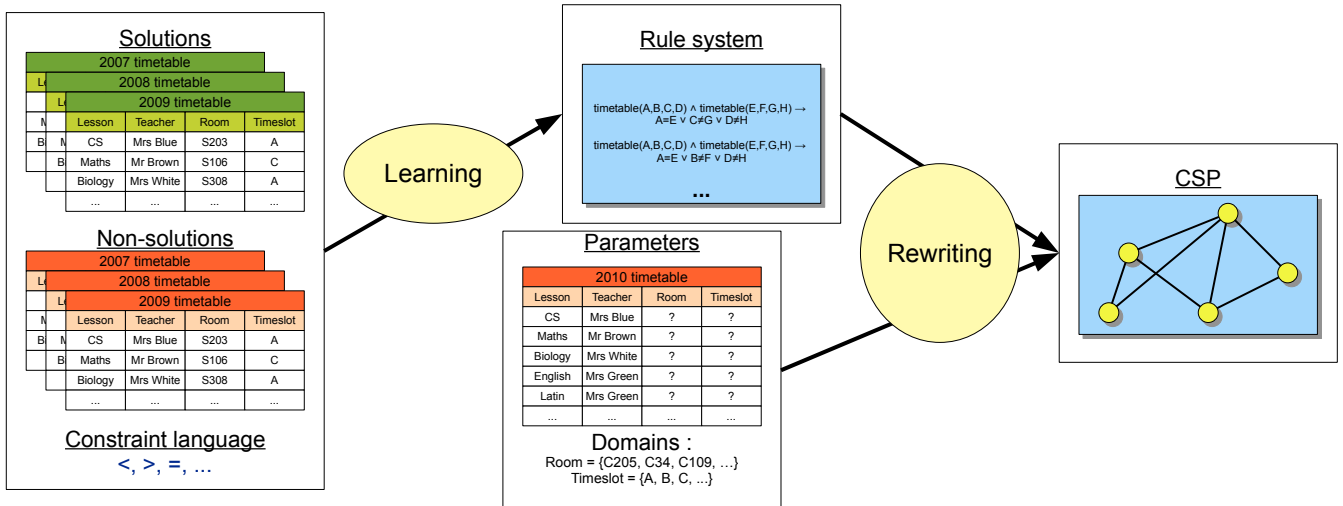 Solutions
2007 timetable
2008 timetable
2009 timetable
Lesson Teacher Room Timeslot
CS Mrs Blue S203 A
Maths Mr Brown S106 C
Biology Mrs White S308 A
... ... ... ...
Non-solutions
2007 timetable
2008 timetable
2009 timetable
Lesson Teacher Room Timeslot
CS Mrs Blue S203 A
Maths Mr Brown S106 C
Biology Mrs White S308 A
... ... ... ...
Constraint language
<, >, =, ...
Learning
Rule system
timetable(A,B,C,D) ∧ timetable(E,F,G,H) →
A=E ∨ C≠G ∨ D≠H
timetable(A,B,C,D) ∧ timetable(E,F,G,H) →
A=E ∨ B≠F ∨ D≠H
...
Parameters
2010 timetable
Lesson Teacher Room Timeslot
CS Mrs Blue ? ?
Maths Mr Brown ? ?
Biology Mrs White ? ?
English Mrs Green ? ?
Latin Mrs Green ? ?
... ... ... ...
Domains :
Room = {C205, C34, C109, …}
Timeslot = {A, B, C, ...}
Rewriting
CSP